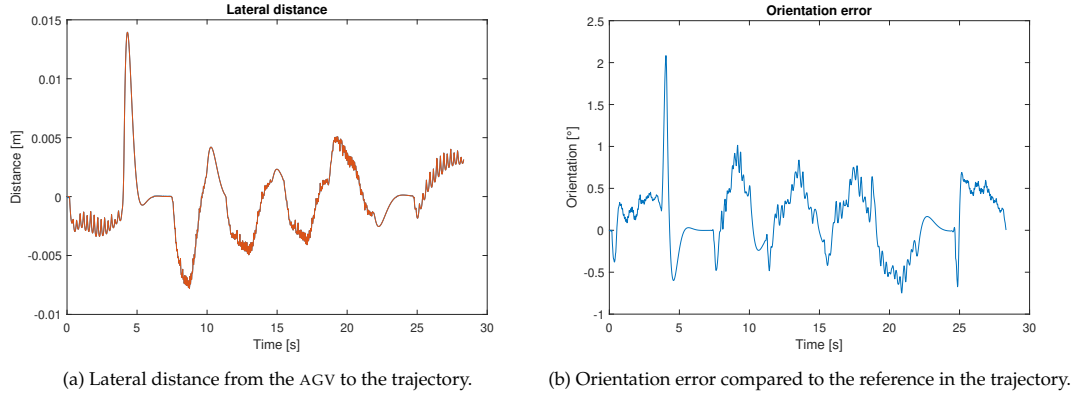 Lateral distance
0.015
0.01
0.005
0
-0.005
-0.01
Distance [m]
0 5 10 15 20 25 30
Time [s]
(a) Lateral distance from the AGV to the trajectory.
Orientation error
2.5
2
1.5
1
0.5
0
-0.5
-1
Orientation [°]
0 5 10 15 20 25 30
Time [s]
(b) Orientation error compared to the reference in the trajectory.